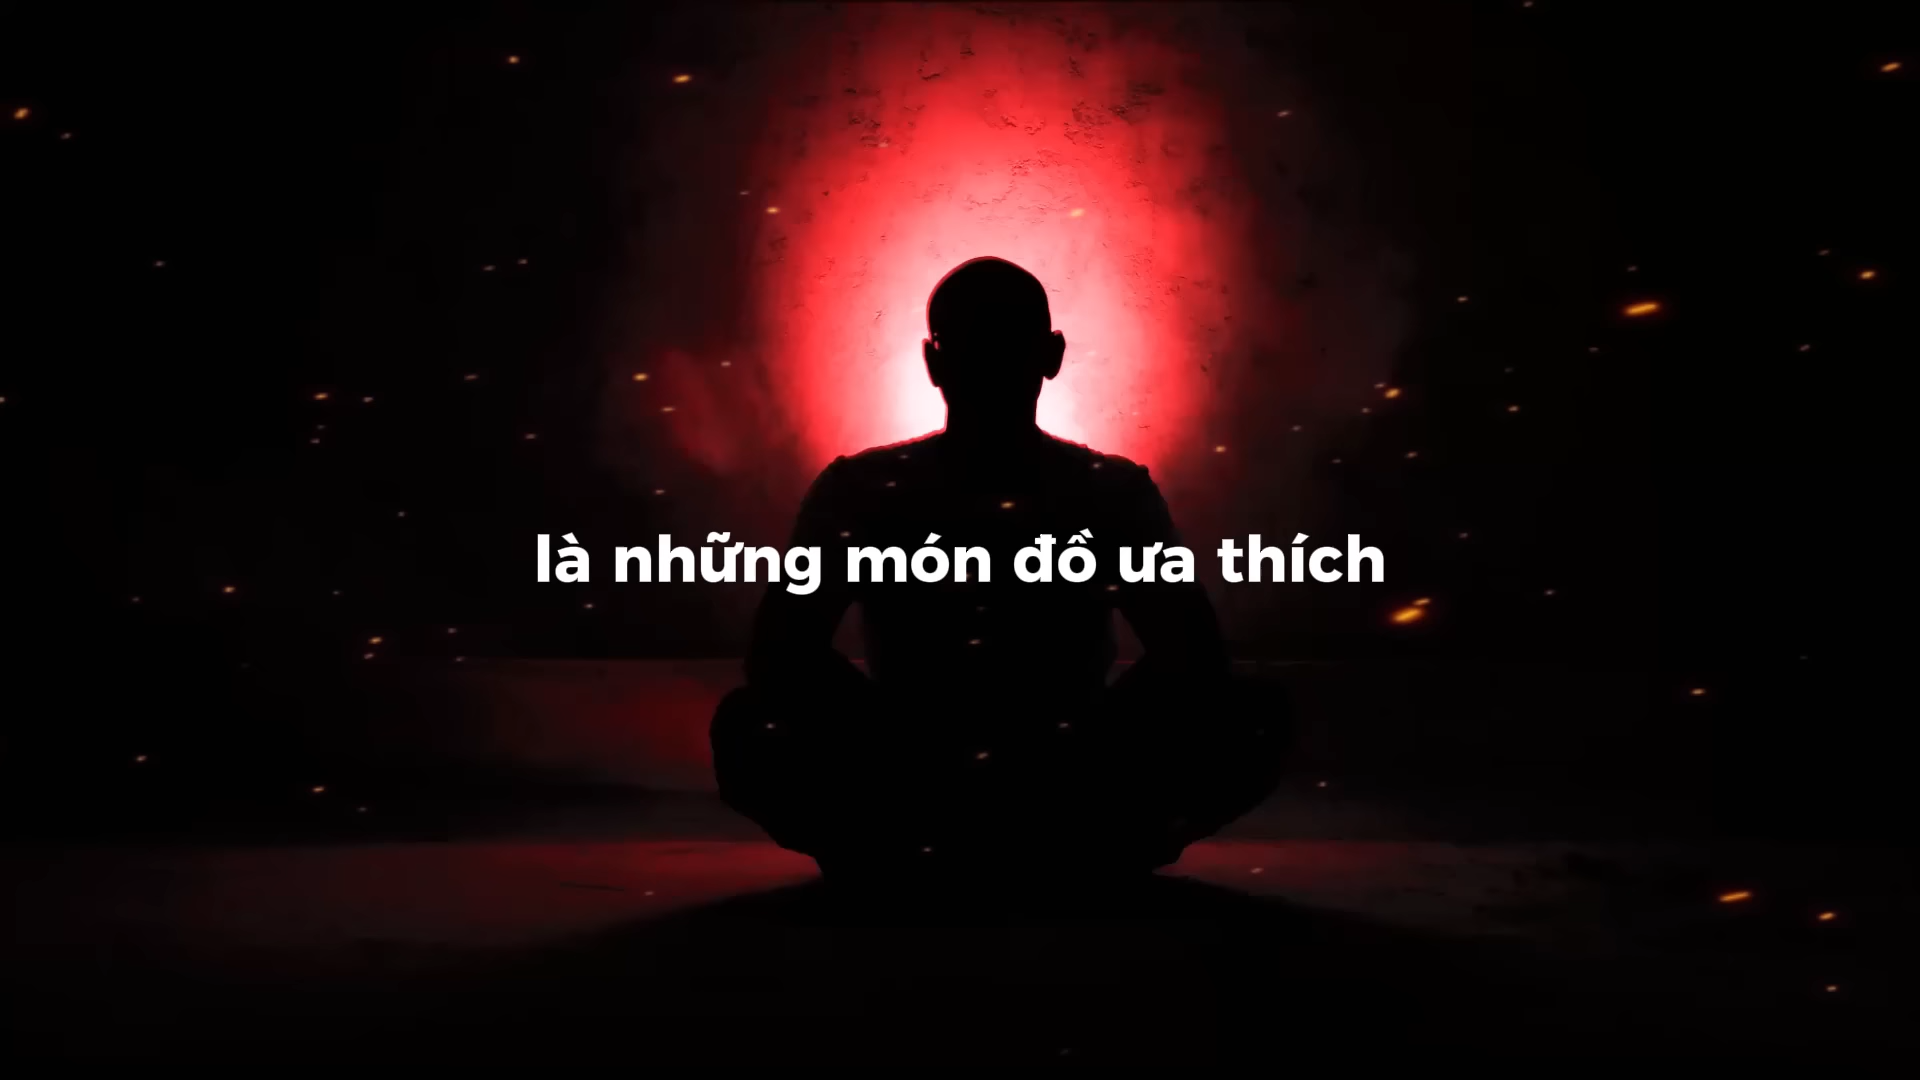 là những món đồ ưa thích